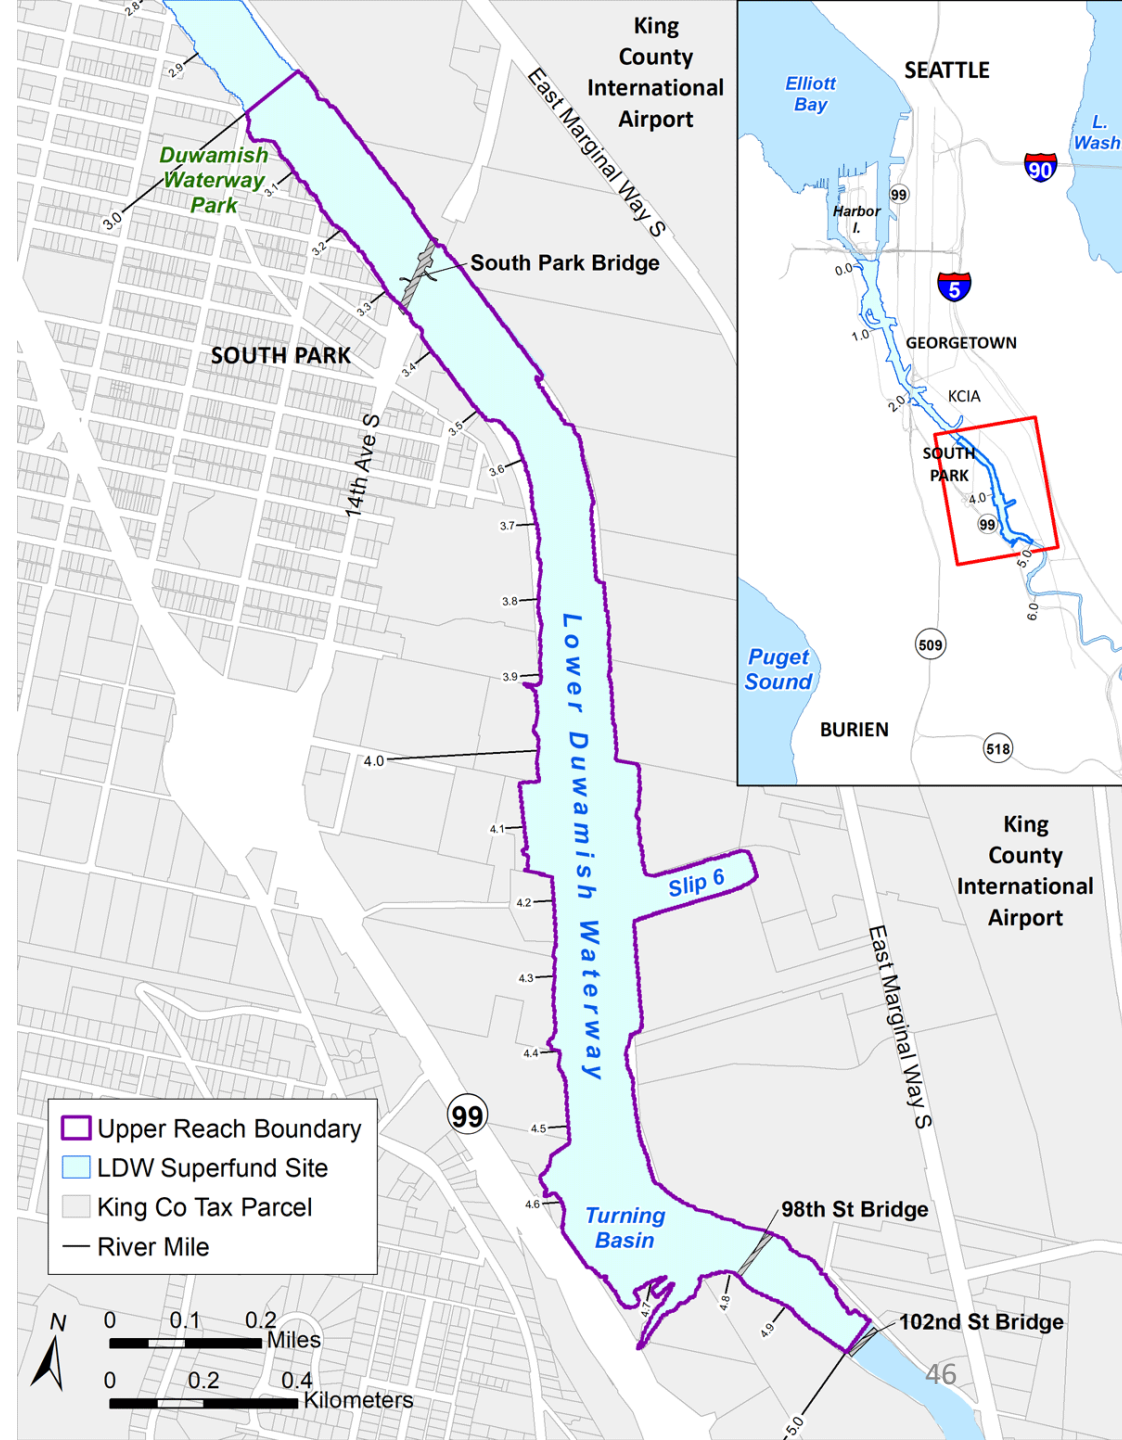 2.8
2.9
Duwamish
Waterway
Park
3.0
3.1
3.2
3.3
3.4
3.5
3.6
3.7
3.8
3.9
4.0
4.1
4.2
4.3
4.4
4.5
4.6
4.7
4.8
4.9
5.0
King
County
International
Airport
East Marginal Way S
South Park Bridge
SOUTH PARK
14th Ave S
Lower Duwamish Waterway
Slip 6
King
County
International
Airport
East Marginal Way S
99
Turning
Basin
98th St Bridge
102nd St Bridge
46
SEATTLE
Elliott
Bay
L.
Wash
90
99
Harbor
I.
0.0
5
1.0
GEORGETOWN
2.0
KCIA
SOUTH
PARK
4.0
99
5.0
6.0
509
Puget
Sound
BURIEN
518
Upper Reach Boundary
LDW Superfund Site
King Co Tax Parcel
River Mile
N
0 0.1 0.2
Miles
0 0.2 0.4
Kilometers